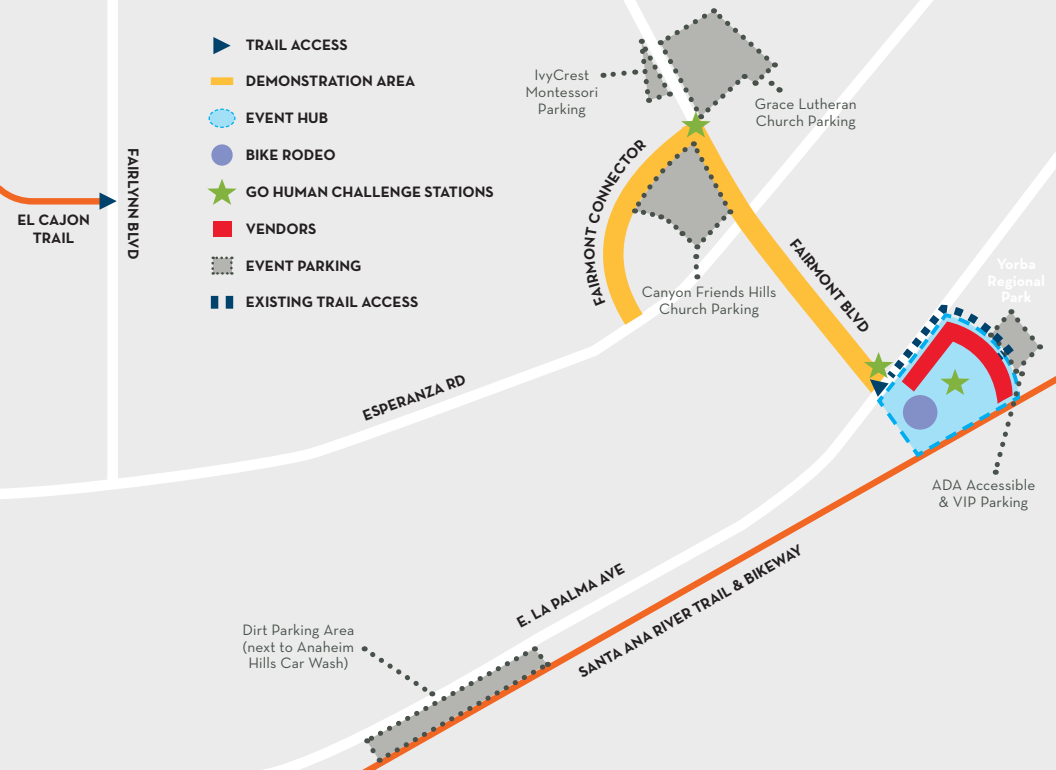 TRAIL ACCESS
DEMONSTRATION AREA
EVENT HUB
BIKE RODEO
GO HUMAN CHALLENGE STATIONS
VENDORS
EVENT PARKING
EXISTING TRAIL ACCESS
FAIRLYNN BLVD
EL CAJON
TRAIL
IvyCrest
Montessori
Parking
Grace Lutheran
Church Parking
FAIRMONT CONNECTOR
FAIRMONT BLVD
Canyon Friends Hills
Church Parking
Yorba
Regional
Park
ESPERANZA RD
ADA Accessible
& VIP Parking
E. LA PALMA AVE
SANTA ANA RIVER TRAIL & BIKEWAY
Dirt Parking Area
(next to Anaheim
Hills Car Wash)